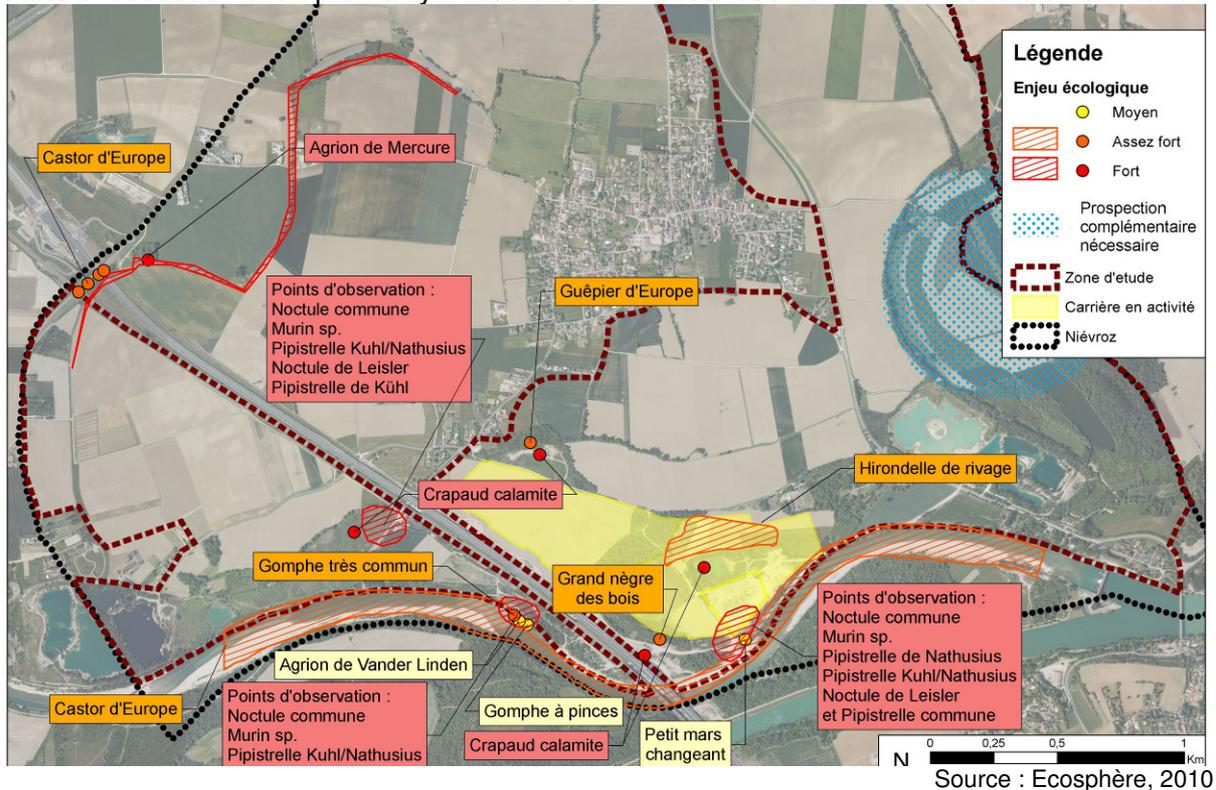 Légende
Enjeu écologique
Moyen
Assez fort
Fort
Prospection
complémentaire
nécessaire
Zone d'etude
Carrière en activité
Niévroz
Castor d'Europe
Agrion de Mercure
Points d'observation :
Noctule commune
Murin sp.
Pipistrelle Kuhl/Nathusius
Noctule de Leisler
Pipistrelle de Kühl
Guêpier d'Europe
Crapaud calamite
Hirondelle de rivage
Gomphe très commun
Grand nègre
des bois
Points d'observation :
Noctule commune
Murin sp.
Pipistrelle de Nathusius
Pipistrelle Kuhl/Nathusius
Noctule de Leisler
et Pipistrelle commune
Agrion de Vander Linden
Castor d'Europe
Points d'observation :
Noctule commune
Murin sp.
Pipistrelle Kuhl/Nathusius
Gomphe à pinces
Crapaud calamite
Petit mars
changeant
N
0 0,25 0,5 1
Km
Source : Ecosphère, 2010